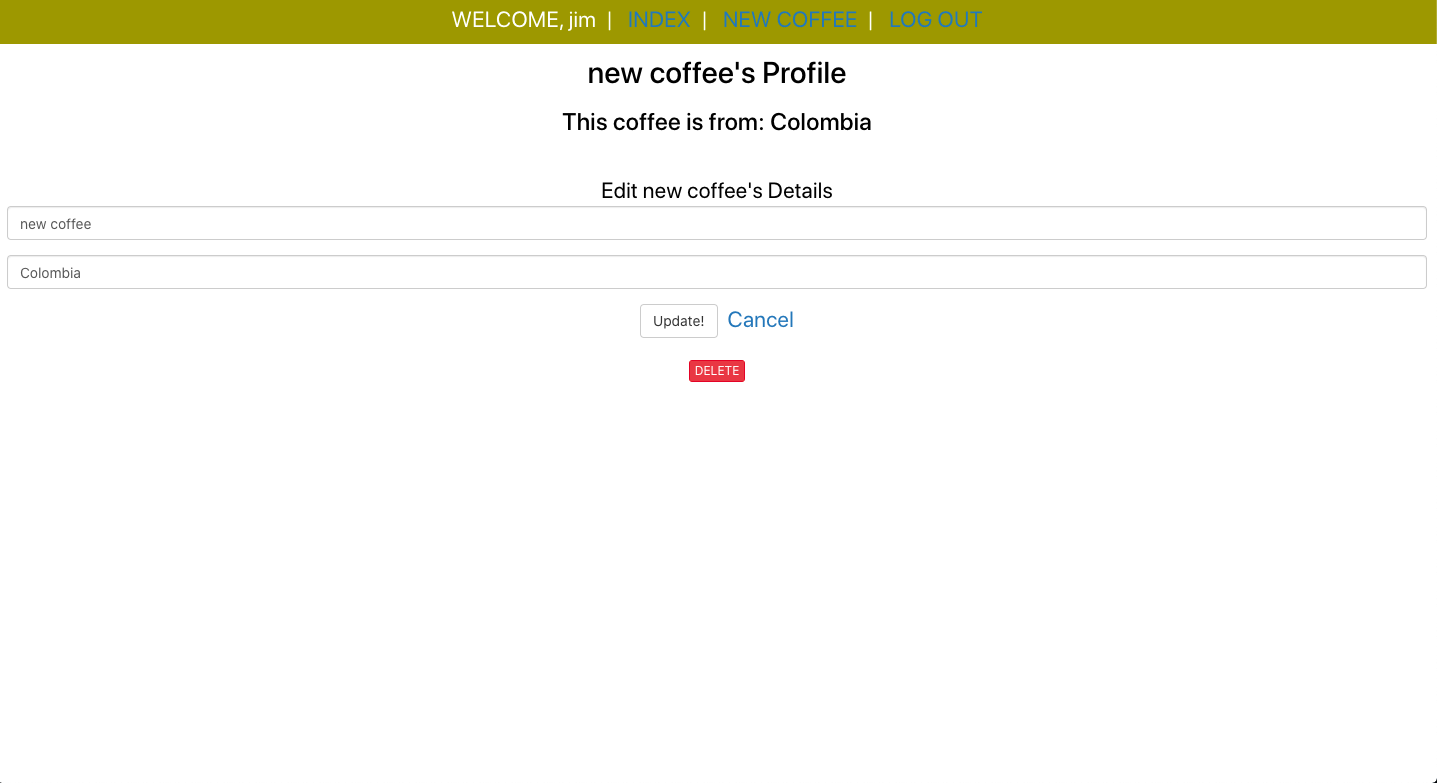 WELCOME, jim | INDEX | NEW COFFEE | LOG OUT
new coffee's Profile
This coffee is from: Colombia
Edit new coffee's Details
new coffee
Colombia
Update! Cancel
DELETE